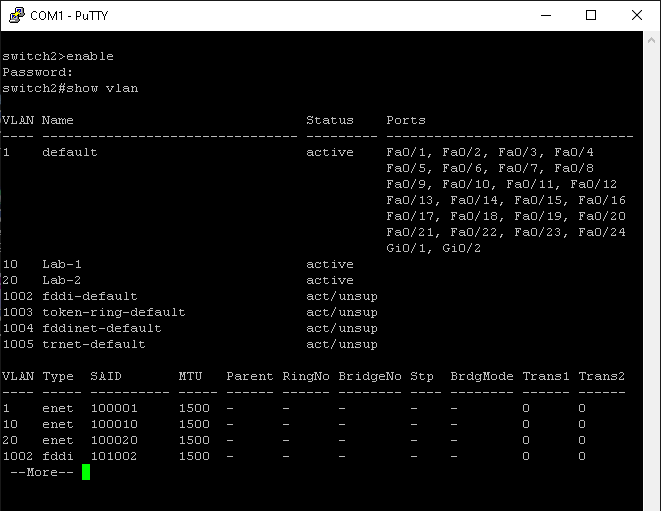 COM1 - PuTTY
switch2>enable
Password:
switch2#show vlan
VLAN Name                             Status    Ports
---- -------------------------------- --------- -------------------------------
1    default                          active    Fa0/1, Fa0/2, Fa0/3, Fa0/4
                                                Fa0/5, Fa0/6, Fa0/7, Fa0/8
                                                Fa0/9, Fa0/10, Fa0/11, Fa0/12
                                                Fa0/13, Fa0/14, Fa0/15, Fa0/16
                                                Fa0/17, Fa0/18, Fa0/19, Fa0/20
                                                Fa0/21, Fa0/22, Fa0/23, Fa0/24
                                                Gi0/1, Gi0/2
10   Lab-1                            active
20   Lab-2                            active
1002 fddi-default                     act/unsup
1003 token-ring-default               act/unsup
1004 fddinet-default                  act/unsup
1005 trnet-default                    act/unsup
VLAN Type  SAID       MTU   Parent RingNo BridgeNo Stp  BrdgMode Trans1 Trans2
---- ----- ---------- ----- ------ ------ -------- ---- -------- ------ ------
1    enet  100001     1500  -      -      -        -    -        0      0
10   enet  100010     1500  -      -      -        -    -        0      0
20   enet  100020     1500  -      -      -        -    -        0      0
1002 fddi  101002     1500  -      -      -        -    -        0      0
 --More--